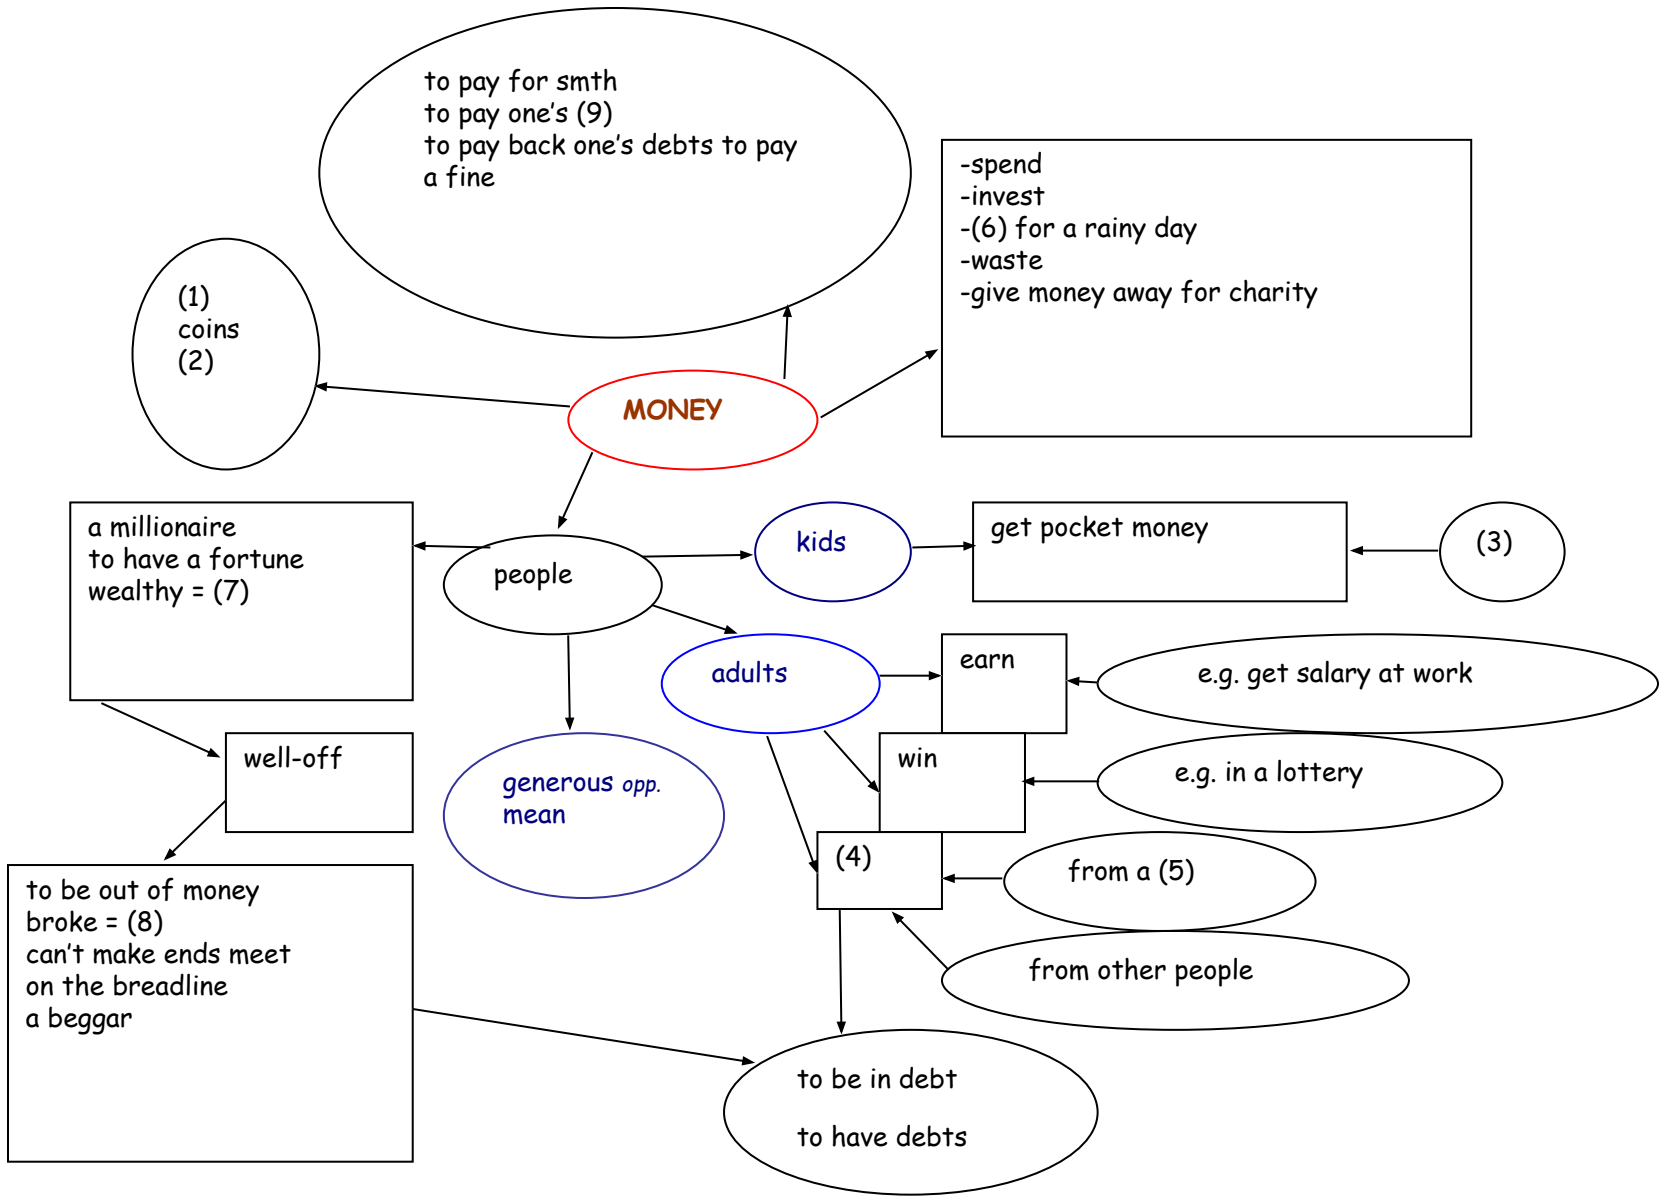 to pay for smth
to pay one's (9)
to pay back one's debts to pay
a fine
-spend
-invest
-(6) for a rainy day
-waste
-give money away for charity
(1)
coins
(2)
MONEY
a millionaire
to have a fortune
wealthy = (7)
people
kids
get pocket money
(3)
adults
earn
e.g. get salary at work
well-off
generous opp.
mean
win
e.g. in a lottery
(4)
from a (5)
to be out of money
broke = (8)
can't make ends meet
on the breadline
a beggar
from other people
to be in debt
to have debts